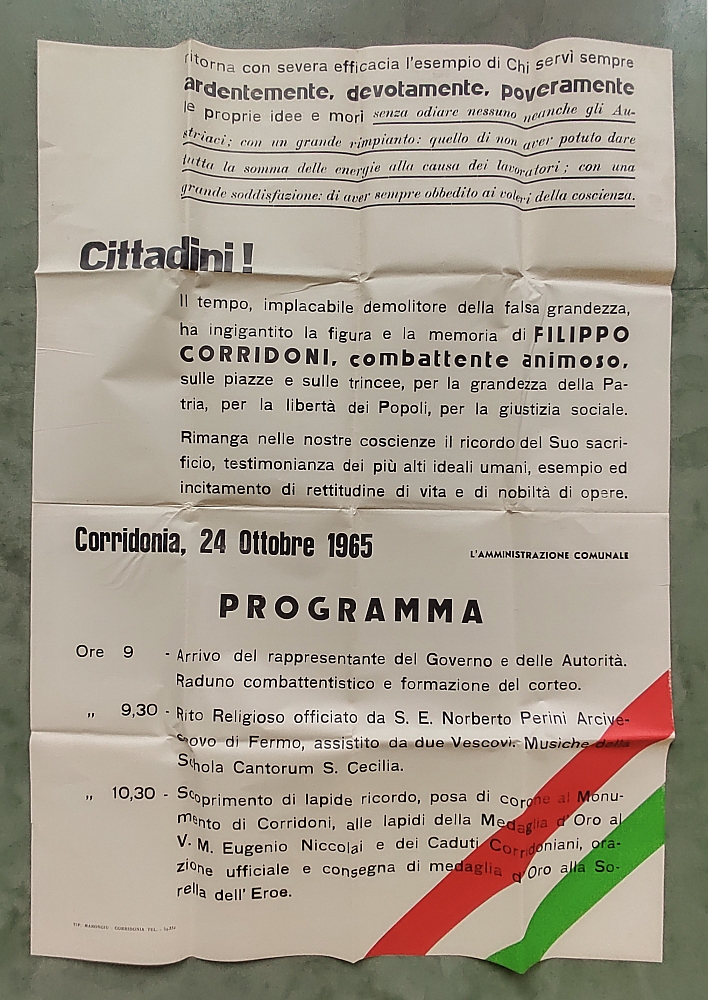 ritorna con severa efficacia l'esempio di Chi servì sempre
ardentemente, devotamente, poveramente
le proprie idee e morì senza odiare nessuno neanche gli Au-
striaci; con un grande rimpianto: quello di non aver potuto dare
tutta la somma delle energie alla causa dei lavoratori; con una
grande soddisfazione: di aver sempre obbedito ai voleri della coscienza.
Cittadini!
Il tempo, implacabile demolitore della falsa grandezza,
ha ingigantito la figura e la memoria di FILIPPO
CORRIDONI, combattente animoso,
sulle piazze e sulle trincee, per la grandezza della Pa-
tria, per la libertà dei Popoli, per la giustizia sociale.
Rimanga nelle nostre coscienze il ricordo del Suo sacri-
ficio, testimonianza dei più alti ideali umani, esempio ed
incitamento di rettitudine di vita e di nobiltà di opere.
Corridonia, 24 Ottobre 1965
L'AMMINISTRAZIONE COMUNALE
PROGRAMMA
Ore 9 - Arrivo del rappresentante del Governo e delle Autorità.
Raduno combattentistico e formazione del corteo.
„ 9,30 - Rito Religioso officiato da S. E. Norberto Perini Arcive-
scovo di Fermo, assistito da due Vescovi. Musiche della
Schola Cantorum S. Cecilia.
„ 10,30 - Scoprimento di lapide ricordo, posa di corone al Monu-
mento di Corridoni, alle lapidi della Medaglia d'Oro al
V. M. Eugenio Niccolai e dei Caduti Corridoniani, ora-
zione ufficiale e consegna di medaglia d'Oro alla So-
rella dell'Eroe.
TIP. CORRIDONIA TEL.